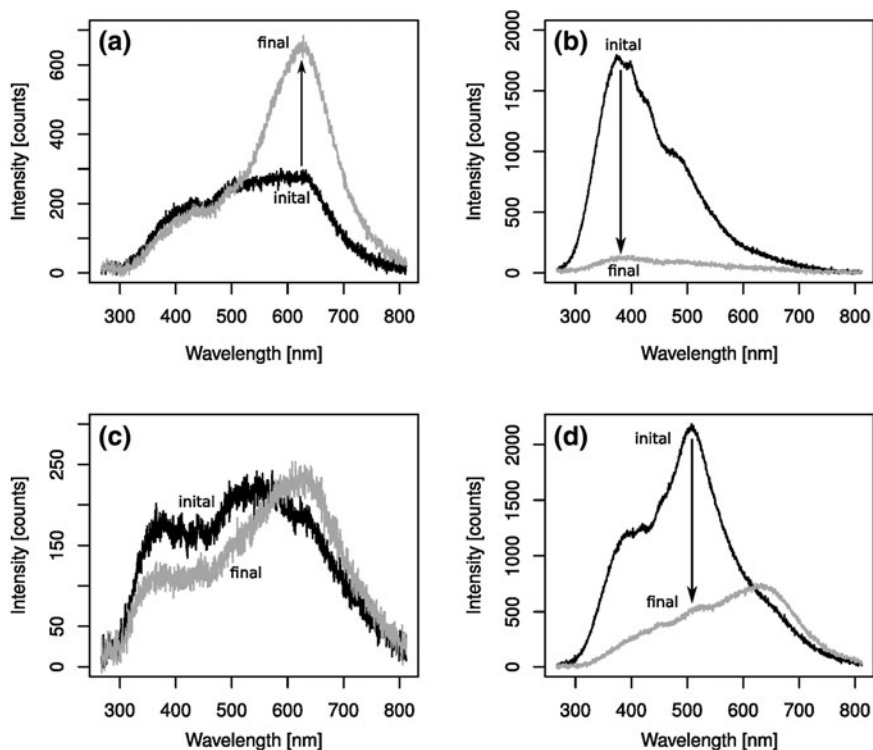 (a)
final
inital
Intensity [counts]
0
200
400
600
300 400 500 600 700 800
Wavelength [nm]
(b)
inital
final
Intensity [counts]
0
500
1000
1500
2000
300 400 500 600 700 800
Wavelength [nm]
(c)
inital
final
Intensity [counts]
0
50
150
250
300 400 500 600 700 800
Wavelength [nm]
(d)
inital
final
Intensity [counts]
0
500
1000
1500
2000
300 400 500 600 700 800
Wavelength [nm]